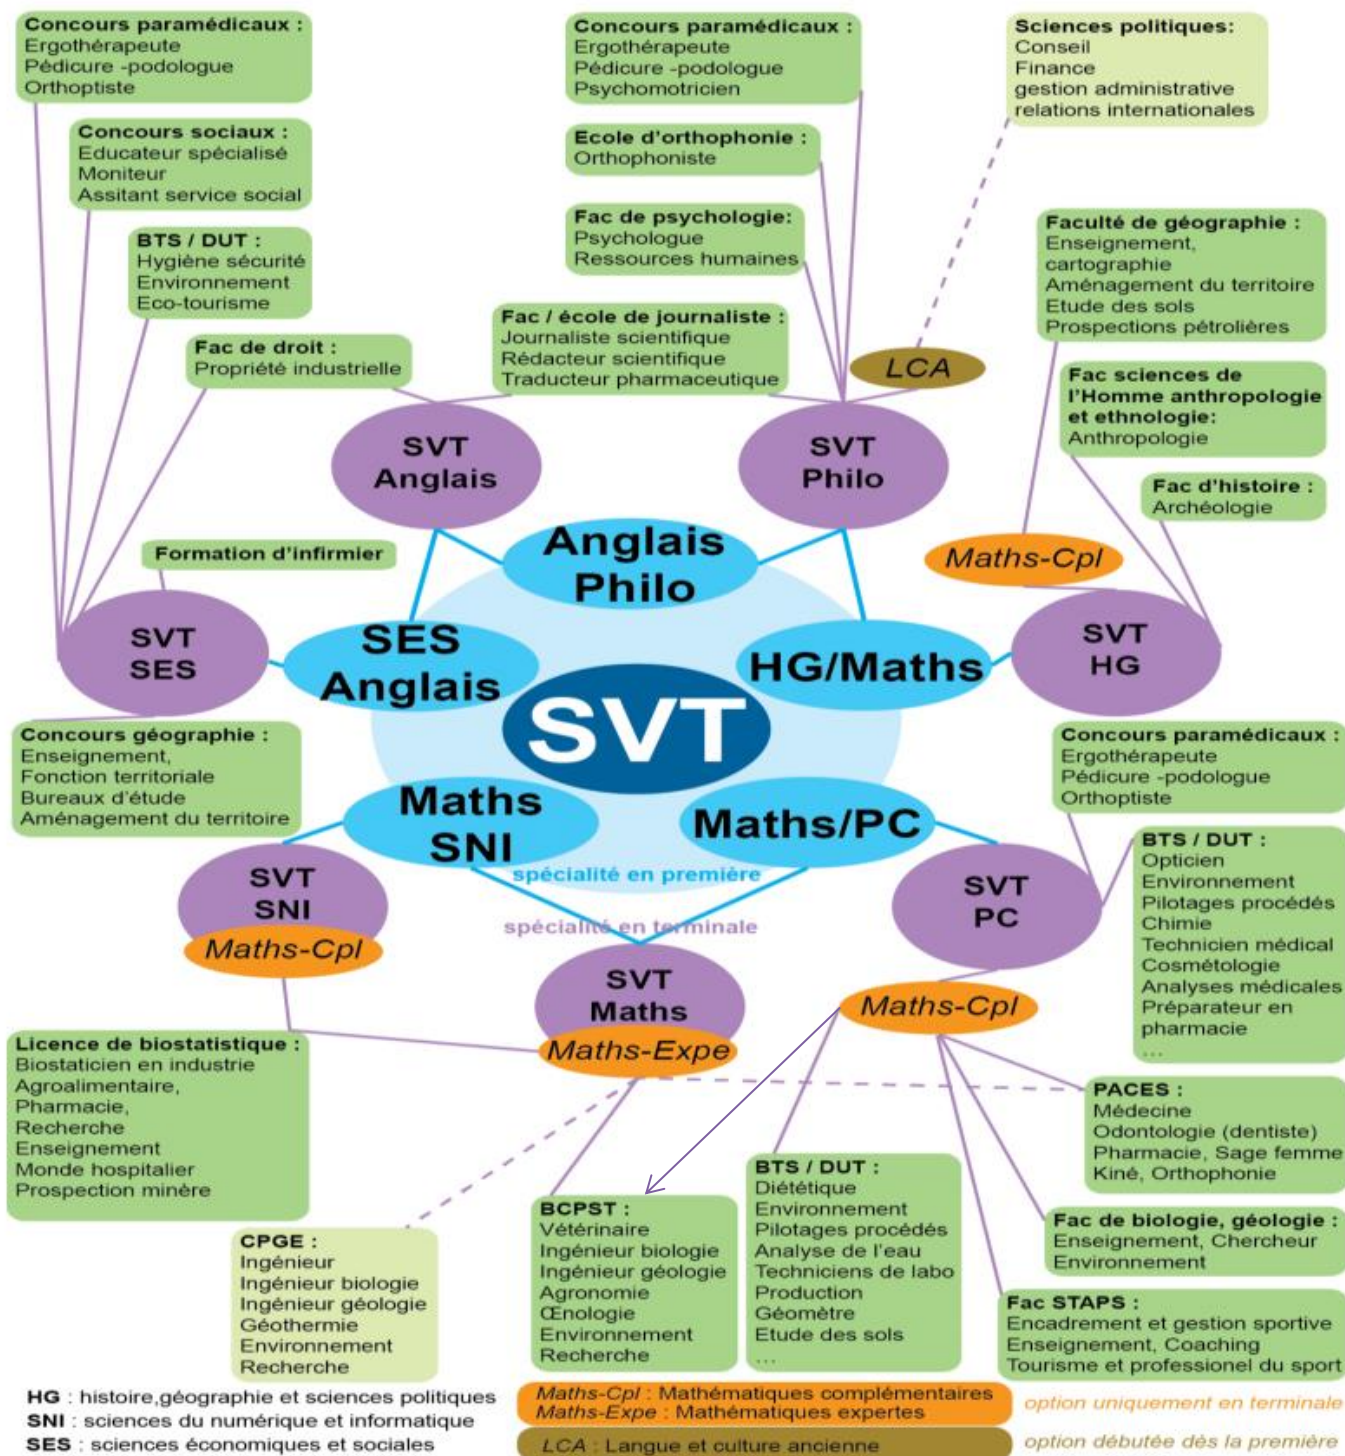 Concours paramédicaux :
Ergothérapeute
Pédicure -podologue
Orthoptiste
Concours paramédicaux :
Ergothérapeute
Pédicure -podologue
Psychomotricien
Sciences politiques:
Conseil
Finance
gestion administrative
relations internationales
Concours sociaux :
Educateur spécialisé
Moniteur
Assitant service social
Ecole d'orthophonie :
Orthophoniste
BTS / DUT :
Hygiène sécurité
Environnement
Eco-tourisme
Fac de psychologie:
Psychologue
Ressources humaines
Faculté de géographie :
Enseignement,
cartographie
Aménagement du territoire
Etude des sols
Prospections pétrolières
Fac de droit :
Propriété industrielle
Fac / école de journaliste :
Journaliste scientifique
Rédacteur scientifique
Traducteur pharmaceutique
LCA
Fac sciences de
l'Homme anthropologie
et ethnologie:
Anthropologie
SVT
Anglais
SVT
Philo
Fac d'histoire :
Archéologie
Formation d'infirmier
Anglais
Philo
Maths-Cpl
SVT
SES
SES
Anglais
HG/Maths
SVT
HG
SVT
Concours géographie :
Enseignement,
Fonction territoriale
Bureaux d'étude
Aménagement du territoire
Concours paramédicaux :
Ergothérapeute
Pédicure -podologue
Orthoptiste
Maths
SNI
Maths/PC
spécialité en première
spécialité en terminale
SVT
SNI
Maths-Cpl
SVT
PC
BTS / DUT :
Opticien
Environnement
Pilotages procédés
Chimie
Technicien médical
Cosmétologie
Analyses médicales
Préparateur en
pharmacie
...
SVT
Maths
Maths-Expe
Maths-Cpl
Licence de biostatistique :
Biostaticien en industrie
Agroalimentaire,
Pharmacie,
Recherche
Enseignement
Monde hospitalier
Prospection minère
PACES :
Médecine
Odontologie (dentiste)
Pharmacie, Sage femme
Kiné, Orthophonie
CPGE :
Ingénieur
Ingénieur biologie
Ingénieur géologie
Géothermie
Environnement
Recherche
BCPST :
Vétérinaire
Ingénieur biologie
Ingénieur géologie
Agronomie
Œnologie
Environnement
Recherche
BTS / DUT :
Diététique
Environnement
Pilotages procédés
Analyse de l'eau
Techniciens de labo
Production
Géomètre
Etude des sols
...
Fac de biologie, géologie :
Enseignement, Chercheur
Environnement
Fac STAPS :
Encadrement et gestion sportive
Enseignement, Coaching
Tourisme et professionel du sport
HG : histoire,géographie et sciences politiques
SNI : sciences du numérique et informatique
SES : sciences économiques et sociales
Maths-Cpl : Mathématiques complémentaires
Maths-Expe : Mathématiques expertes
option uniquement en terminale
LCA : Langue et culture ancienne
option débutée dès la première